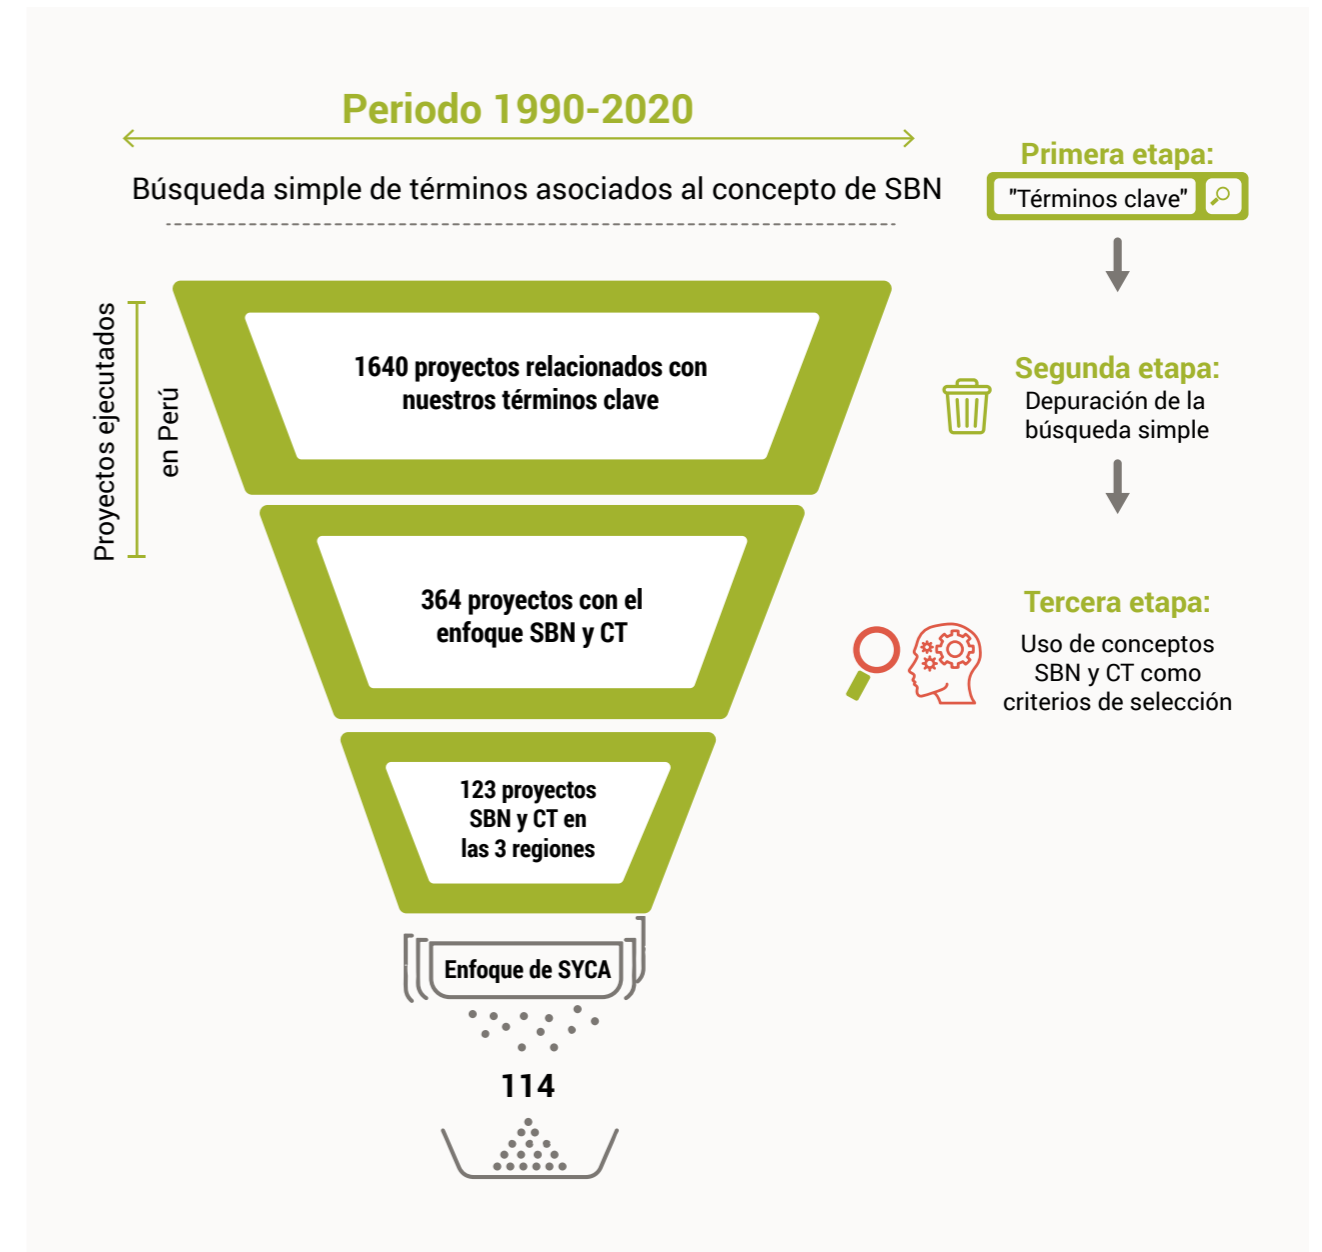 Periodo 1990-2020
Búsqueda simple de términos asociados al concepto de SBN
Primera etapa:
"Términos clave"
Proyectos ejecutados
en Perú
1640 proyectos relacionados con
nuestros términos clave
Segunda etapa:
Depuración de la
búsqueda simple
364 proyectos con el
enfoque SBN y CT
Tercera etapa:
Uso de conceptos
SBN y CT como
criterios de selección
123 proyectos
SBN y CT en
las 3 regiones
Enfoque de SYCA
114